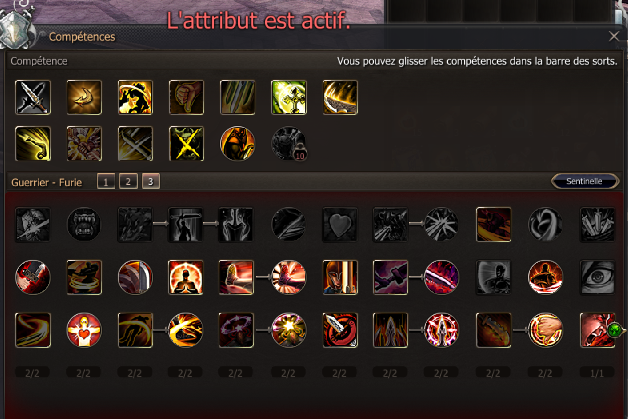 L'attribut est actif.
Compétences
Compétence Vous pouvez glisser les compétences dans la barre des sorts.
10
Guerrier - Furie 1 2 3 Sentinelle
2/2 2/2 2/2 2/2 2/2 2/2 2/2 2/2 2/2 2/2 2/2 1/1